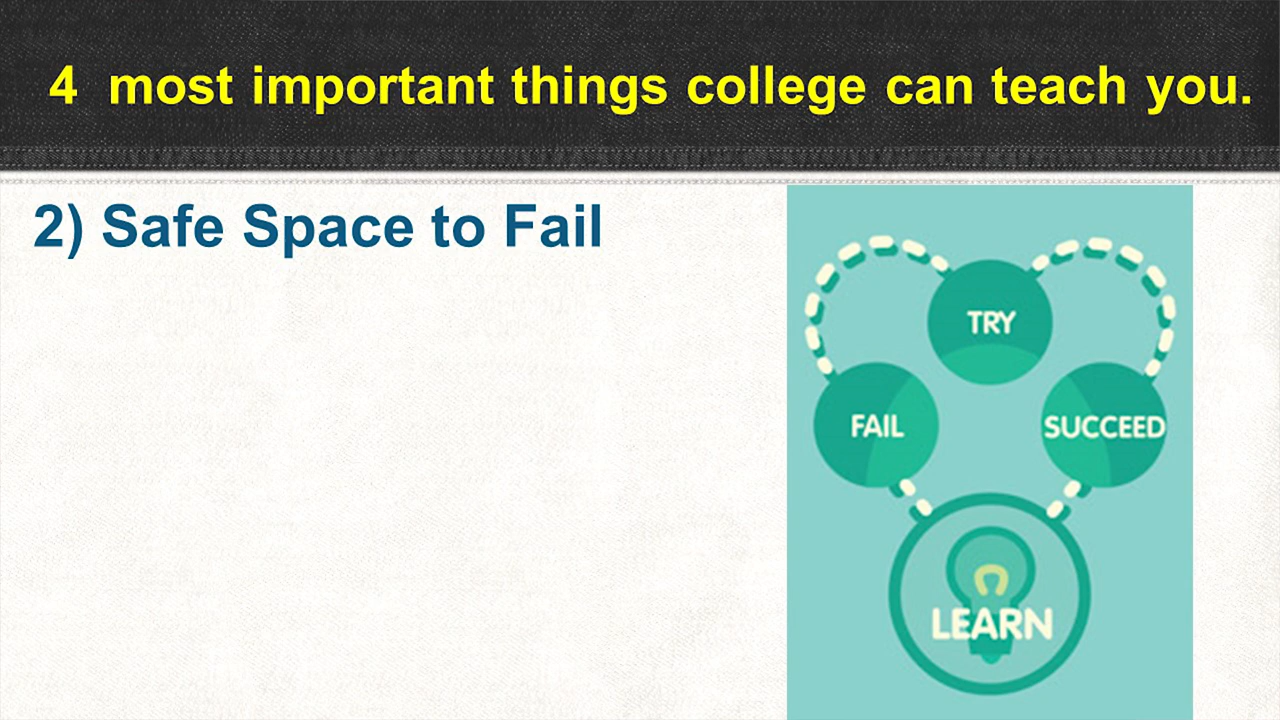 4 most important things college can teach you.
2) Safe Space to Fail
TRY
FAIL
SUCCEED
LEARN